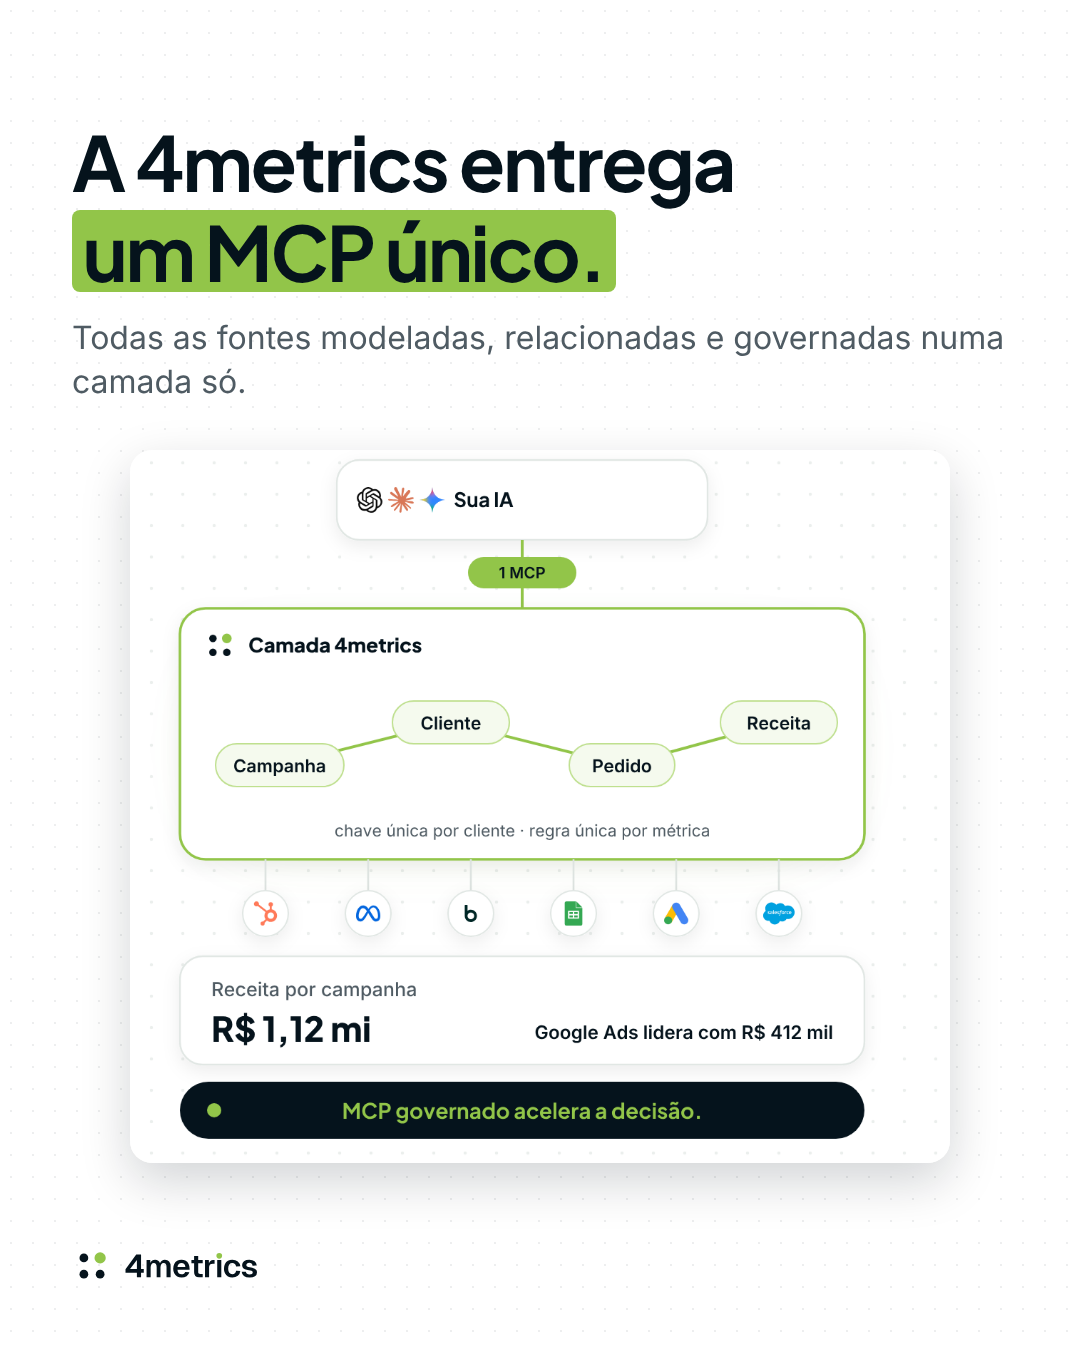 A 4metrics entrega
um MCP único.
Todas as fontes modeladas, relacionadas e governadas numa
camada só.
Sua IA
1 MCP
Camada 4metrics
Cliente
Receita
Campanha
Pedido
chave única por cliente · regra única por métrica
b
salesforce
Receita por campanha
R$ 1,12 mi
Google Ads lidera com R$ 412 mil
MCP governado acelera a decisão.
4metrics